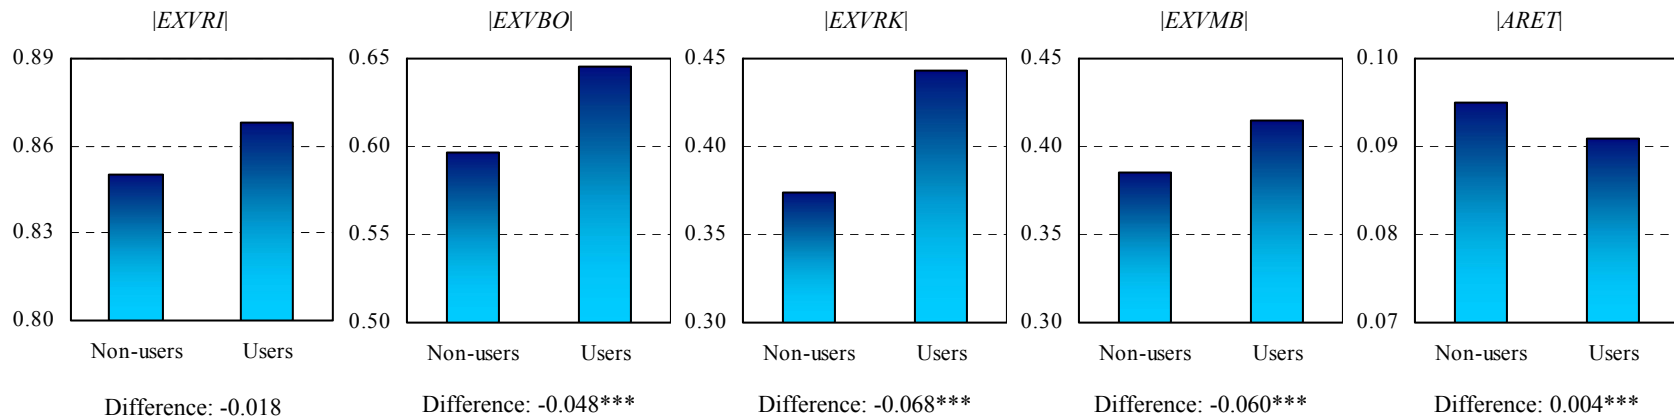 |EXVRI|
0.89
0.86
0.83
0.80
Non-users Users
Difference: -0.018
|EXVBO|
0.65
0.60
0.55
0.50
Non-users Users
Difference: -0.048***
|EXVRK|
0.45
0.40
0.35
0.30
Non-users Users
Difference: -0.068***
|EXVMB|
0.45
0.40
0.35
0.30
Non-users Users
Difference: -0.060***
|ARET|
0.10
0.09
0.08
0.07
Non-users Users
Difference: 0.004***